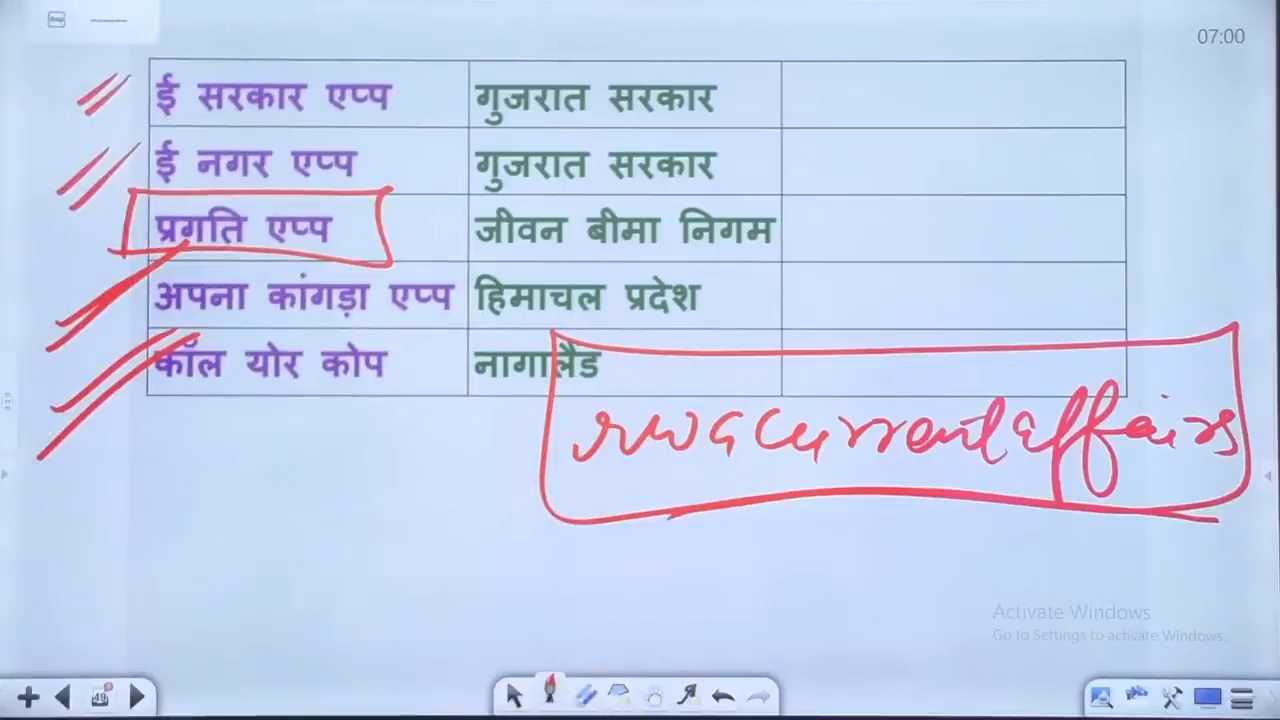 07:00
ई सरकार एप्प गुजरात सरकार
ई नगर एप्प गुजरात सरकार
प्रगति एप्प जीवन बीमा निगम
अपना कांगड़ा एप्प हिमाचल प्रदेश
कॉल योर कोप नागालैंड
rwacurrentaffairs
Activate Windows
Go to Settings to activate Windows.
49